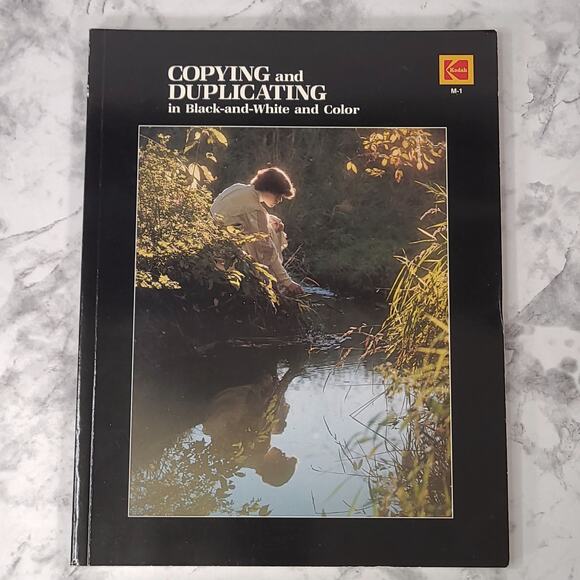 COPYING and
DUPLICATING
in Black-and-White and Color
Kodak
M-1